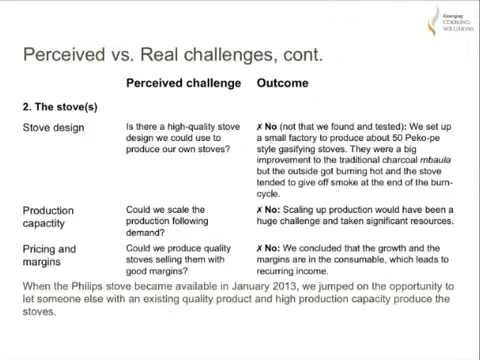 Emerging
COOKING
SOLUTIONS
Perceived vs. Real challenges, cont.
Perceived challenge Outcome
2. The stove(s)
Stove design
Is there a high-quality stove
design we could use to
produce our own stoves?
✗ No (not that we found and tested): We set up
a small factory to produce about 50 Peko-pe
style gasifying stoves. They were a big
improvement to the traditional charcoal mbaula
but the outside got burning hot and the stove
tended to give off smoke at the end of the burn-
cycle.
Production
capactity
Could we scale the
production following
demand?
✗ No: Scaling up production would have been a
huge challenge and taken significant resources.
Pricing and
margins
Could we produce quality
stoves selling them with
good margins?
✗ No: We concluded that the growth and the
margins are in the consumable, which leads to
recurring income.
When the Philips stove became available in January 2013, we jumped on the opportunity to
let someone else with an existing quality product and high production capacity produce the
stoves.